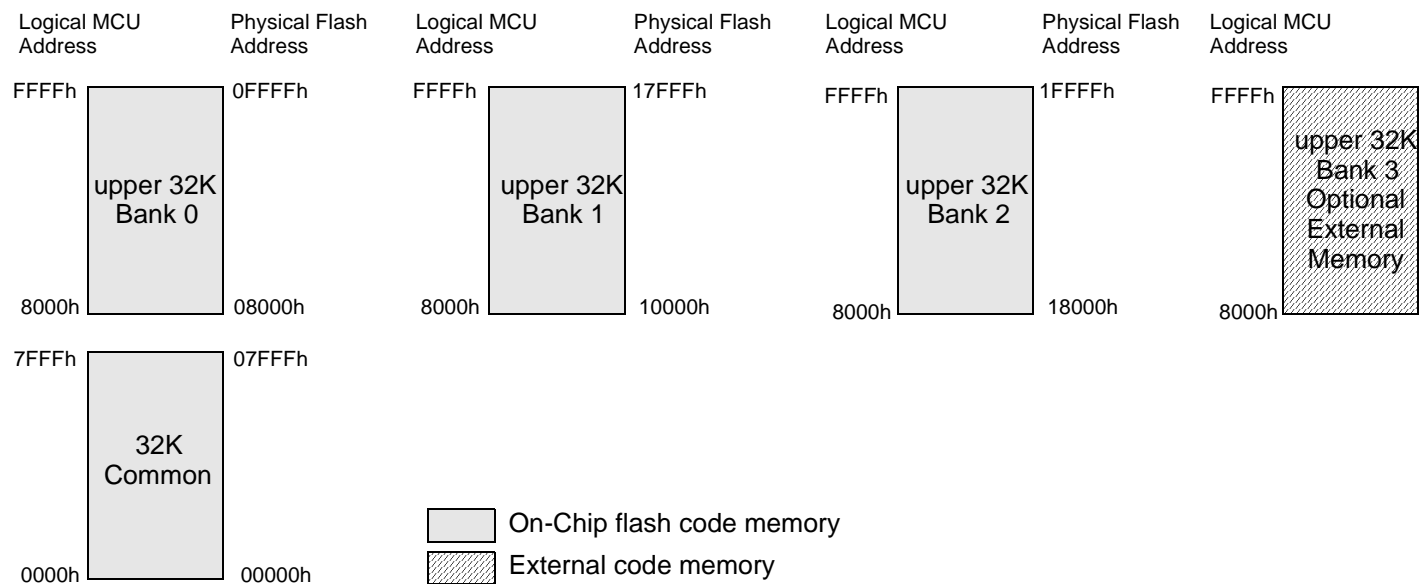 Logical MCU
Address
Physical Flash
Address
Logical MCU
Address
Physical Flash
Address
Logical MCU
Address
Physical Flash
Address
Logical MCU
Address
FFFFh
0FFFFh
upper 32K
Bank 0
8000h
08000h
FFFFh
17FFFh
upper 32K
Bank 1
8000h
10000h
FFFFh
1FFFFh
upper 32K
Bank 2
8000h
18000h
FFFFh
upper 32K
Bank 3
Optional
External
Memory
8000h
7FFFh
07FFFh
32K
Common
0000h
00000h
On-Chip flash code memory
External code memory